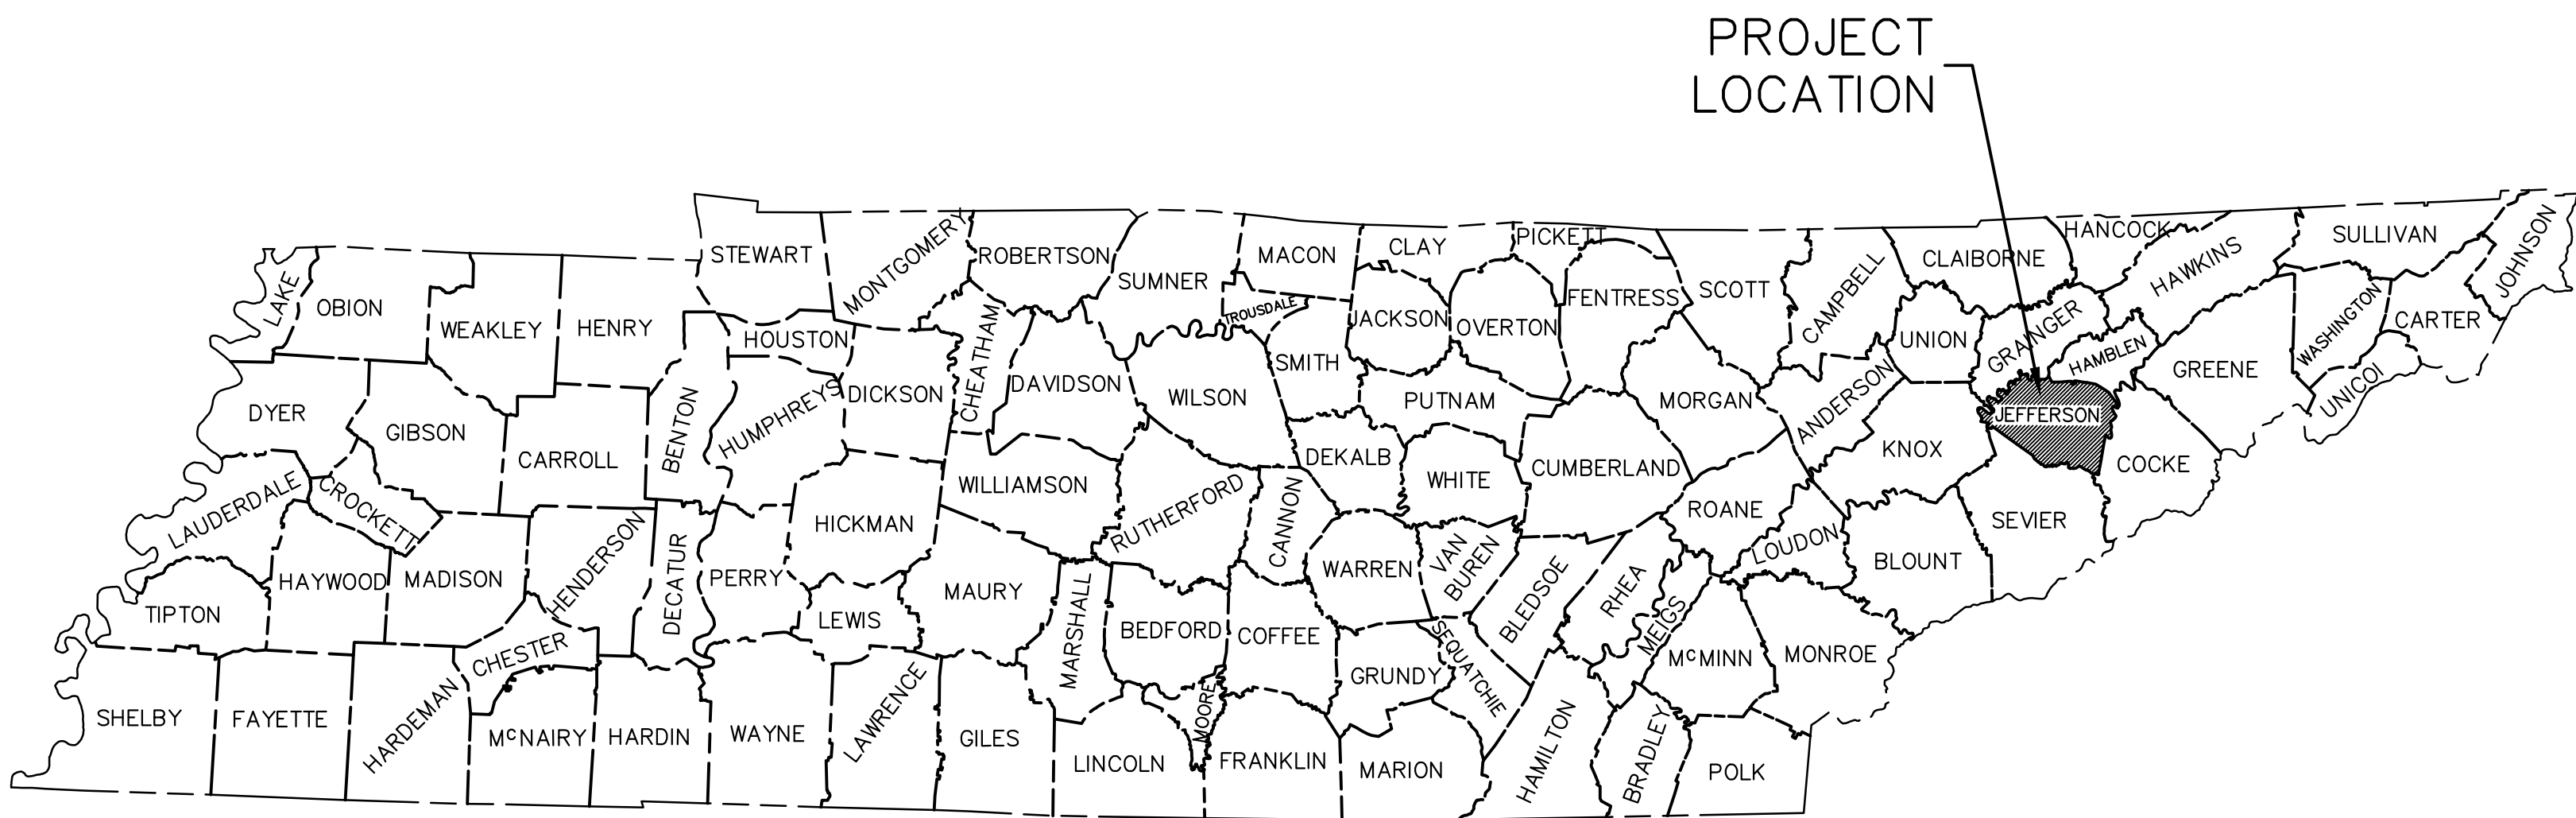 PROJECT
LOCATION
LAKE
OBION
WEAKLEY
HENRY
STEWART
MONTGOMERY
ROBERTSON
SUMNER
MACON
TROUSDALE
CLAY
PICKETT
JACKSON
OVERTON
FENTRESS
SCOTT
CAMPBELL
CLAIBORNE
HANCOCK
HAWKINS
SULLIVAN
JOHNSON
DYER
GIBSON
CARROLL
BENTON
HOUSTON
HUMPHREYS
DICKSON
CHEATHAM
DAVIDSON
WILSON
SMITH
PUTNAM
MORGAN
ANDERSON
UNION
GRAINGER
HAMBLEN
JEFFERSON
GREENE
WASHINGTON
CARTER
UNICOI
LAUDERDALE
CROCKETT
HICKMAN
WILLIAMSON
RUTHERFORD
CANNON
DEKALB
WHITE
CUMBERLAND
ROANE
KNOX
COCKE
SEVIER
TIPTON
HAYWOOD
MADISON
HENDERSON
DECATUR
PERRY
LEWIS
MAURY
MARSHALL
BEDFORD
COFFEE
WARREN
VAN
BUREN
BLEDSOE
RHEA
MEIGS
LOUDON
BLOUNT
SHELBY
FAYETTE
HARDEMAN
CHESTER
McNAIRY
HARDIN
WAYNE
LAWRENCE
GILES
LINCOLN
MOORE
FRANKLIN
GRUNDY
SEQUATCHIE
MARION
HAMILTON
BRADLEY
McMINN
MONROE
POLK